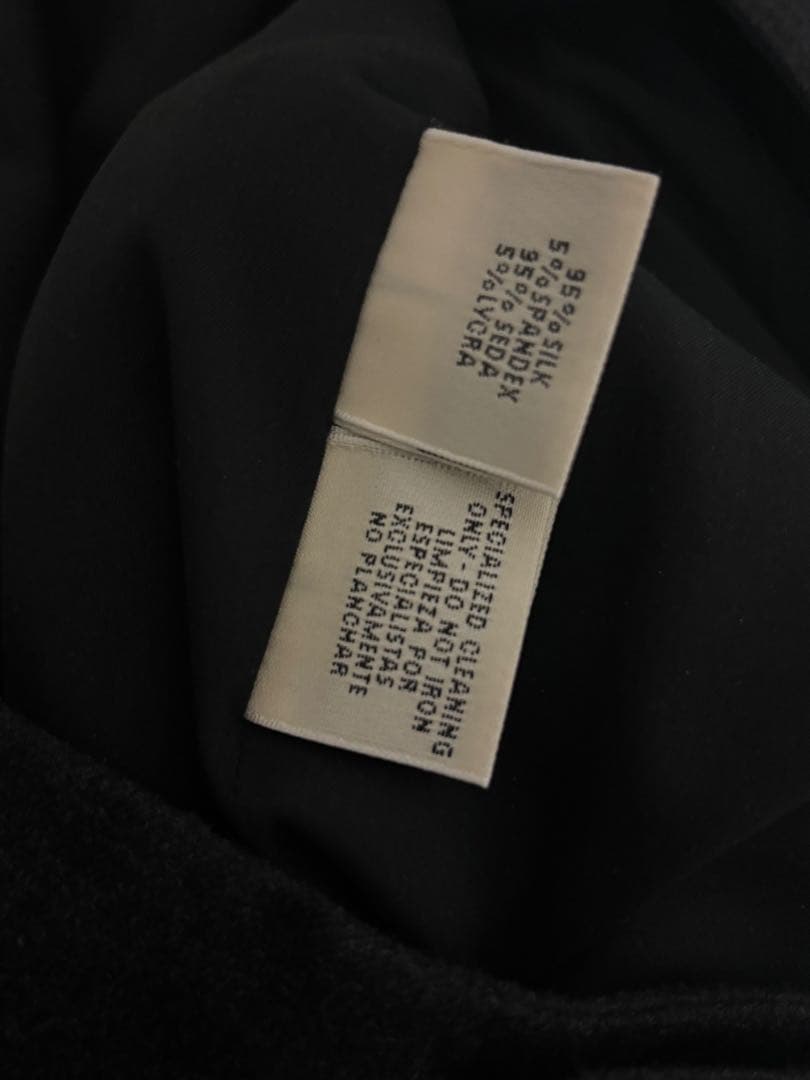 95% SILK
5% SPANDEX
95% SEDA
5% LYCRA
SPECIALIZED CLEANING
ONLY - DO NOT IRON
LIMPIEZA POR
ESPECIALISTAS
EXCLUSIVAMENTE
NO PLANCHAR